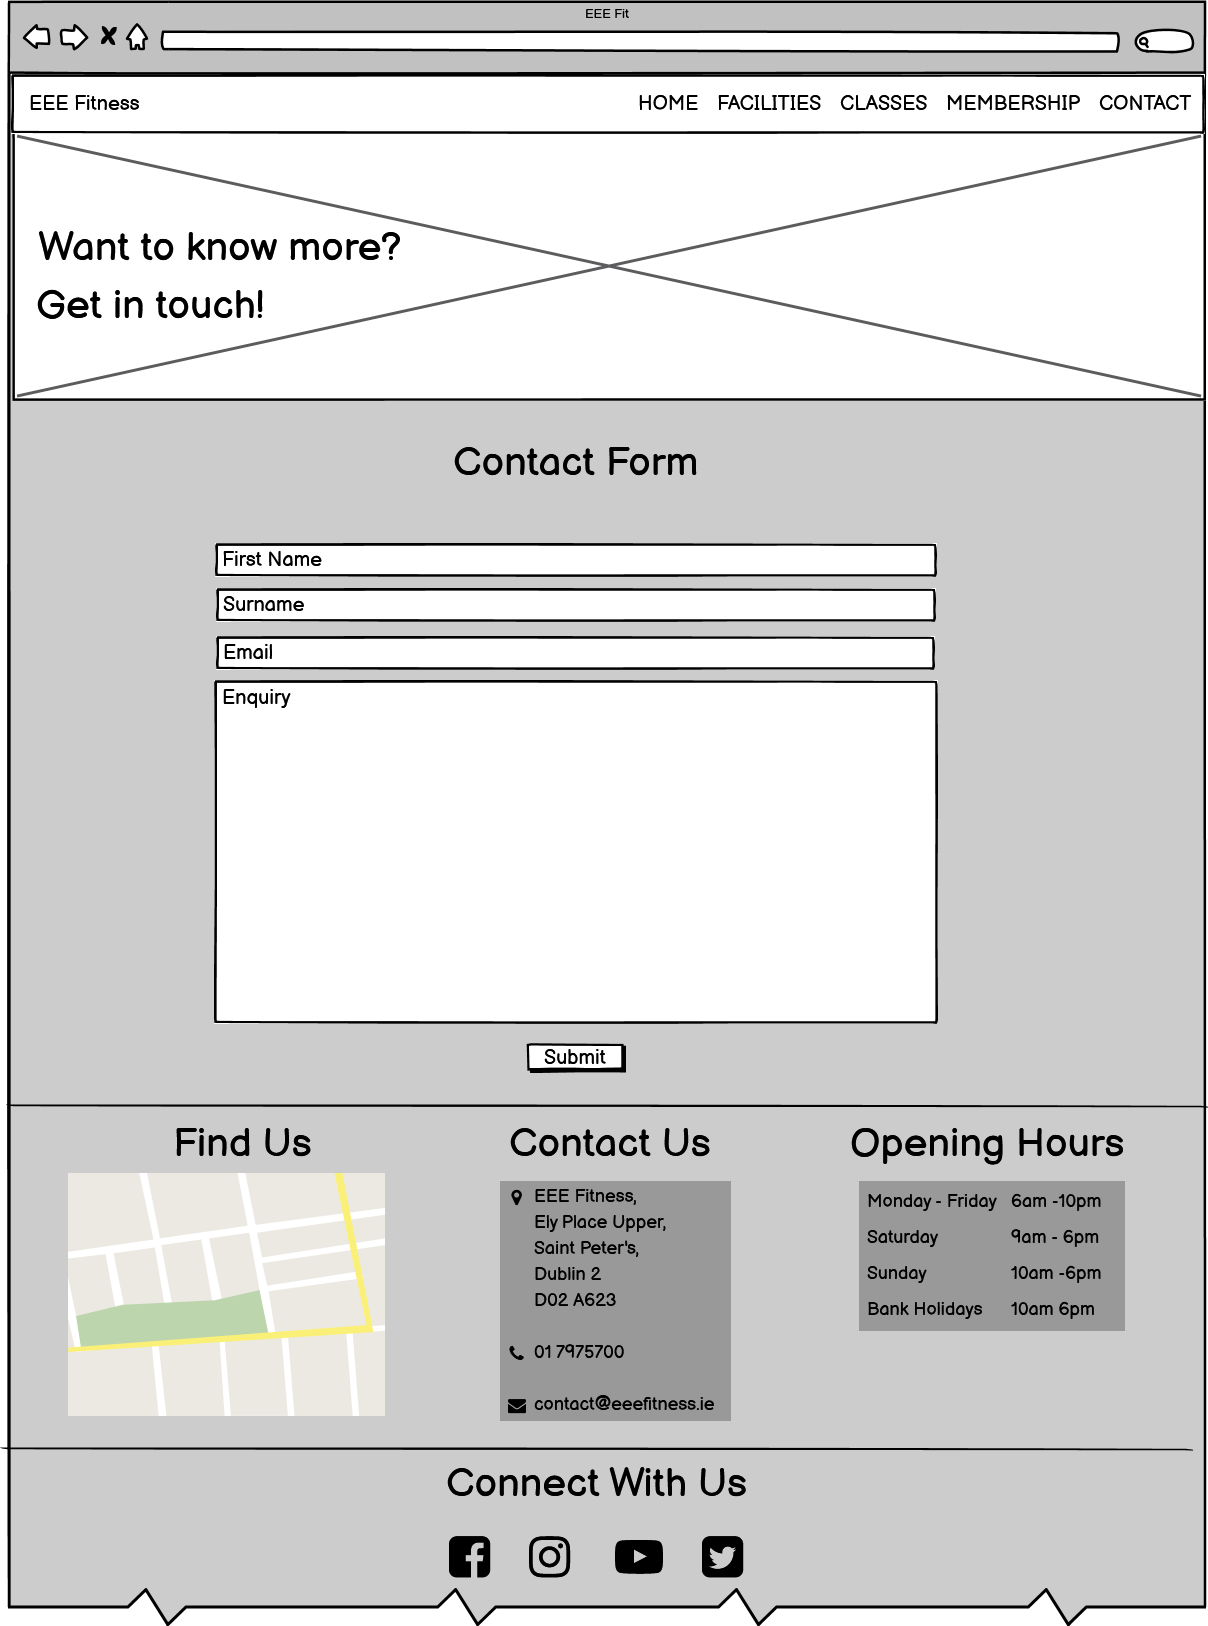 EEE Fit
EEE Fitness
HOME FACILITIES CLASSES MEMBERSHIP CONTACT
Want to know more?
Get in touch!
Contact Form
First Name
Surname
Email
Enquiry
Submit
Find Us
Contact Us
EEE Fitness,
Ely Place Upper,
Saint Peter's,
Dublin 2
D02 A623
01 7975700
contact@eeefitness.ie
Opening Hours
Monday - Friday 6am -10pm
Saturday 9am - 6pm
Sunday 10am -6pm
Bank Holidays 10am 6pm
Connect With Us